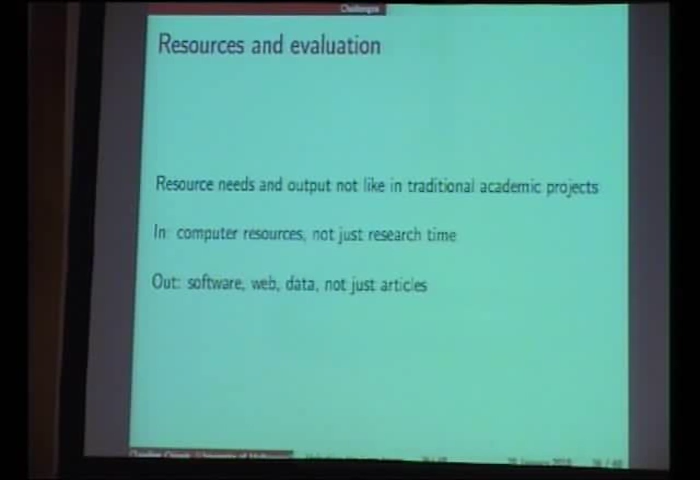 Challenges
Resources and evaluation
Resource needs and output not like in traditional academic projects
In: computer resources, not just research time
Out: software, web, data, not just articles